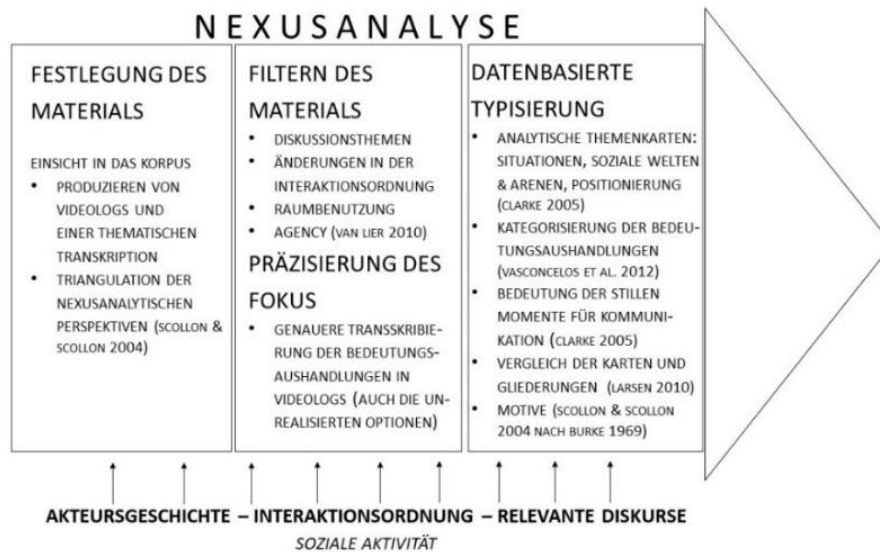 NEXUSANALYSE
FESTLEGUNG DES
MATERIALS
EINSICHT IN DAS KORPUS
• PRODUZIEREN VON
VIDEOLOGS UND
EINER THEMATISCHEN
TRANSKRIPTION
• TRIANGULATION DER
NEXUSANALYTISCHEN
PERSPEKTIVEN (SCOLLON &
SCOLLON 2004)
FILTERN DES
MATERIALS
• DISKUSSIONSTHEMEN
• ÄNDERUNGEN IN DER
INTERAKTIONSORDNUNG
• RAUMBENUTZUNG
• AGENCY (VAN LIER 2010)
PRÄZISIERUNG DES
FOKUS
• GENAUERE TRANSSKRIBIE-
RUNG DER BEDEUTUNGS-
AUSHANDLUNGEN IN
VIDEOLOGS (AUCH DIE UN-
REALISIERTEN OPTIONEN)
DATENBASIERTE
TYPISIERUNG
• ANALYTISCHE THEMENKARTEN:
SITUATIONEN, SOZIALE WELTEN
& ARENEN, POSITIONIERUNG
(CLARKE 2005)
• KATEGORISIERUNG DER BEDEU-
TUNGSAUSHANDLUNGEN
(VASCONCELOS ET AL. 2012)
• BEDEUTUNG DER STILLEN
MOMENTE FÜR KOMMUNI-
KATION (CLARKE 2005)
• VERGLEICH DER KARTEN UND
GLIEDERUNGEN (LARSEN 2010)
• MOTIVE (SCOLLON & SCOLLON
2004 NACH BURKE 1969)
AKTEURSGESCHICHTE – INTERAKTIONSORDNUNG – RELEVANTE DISKURSE
SOZIALE AKTIVITÄT